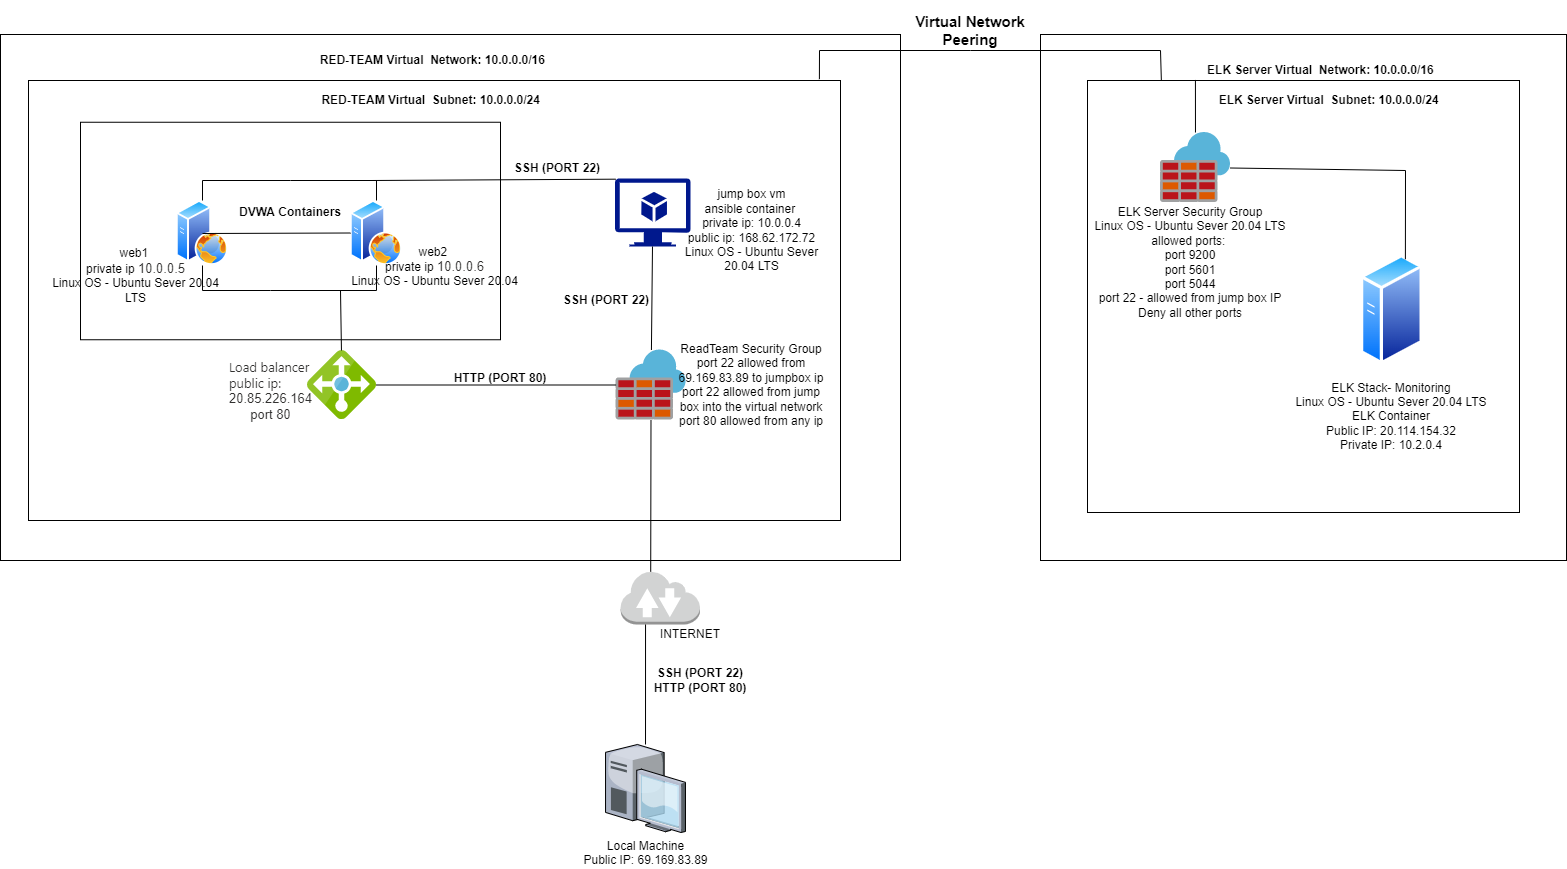 Virtual Network
Peering
RED-TEAM Virtual  Network: 10.0.0.0/16
RED-TEAM Virtual  Subnet: 10.0.0.0/24
SSH (PORT 22)
DVWA Containers
web1
private ip 10.0.0.5
Linux OS - Ubuntu Sever 20.04
LTS
web2
private ip 10.0.0.6
Linux OS - Ubuntu Sever 20.04
jump box vm
ansible container
private ip: 10.0.0.4
public ip: 168.62.172.72
Linux OS - Ubuntu Sever
20.04 LTS
SSH (PORT 22)
Load balancer
public ip:
20.85.226.164
port 80
HTTP (PORT 80)
ReadTeam Security Group
port 22 allowed from
69.169.83.89 to jumpbox ip
port 22 allowed from jump
box into the virtual network
port 80 allowed from any ip
ELK Server Virtual  Network: 10.0.0.0/16
ELK Server Virtual  Subnet: 10.0.0.0/24
ELK Server Security Group
Linux OS - Ubuntu Sever 20.04 LTS
allowed ports:
port 9200
port 5601
port 5044
port 22 - allowed from jump box IP
Deny all other ports
ELK Stack- Monitoring
Linux OS - Ubuntu Sever 20.04 LTS
ELK Container
Public IP: 20.114.154.32
Private IP: 10.2.0.4
INTERNET
SSH (PORT 22)
HTTP (PORT 80)
Local Machine
Public IP: 69.169.83.89